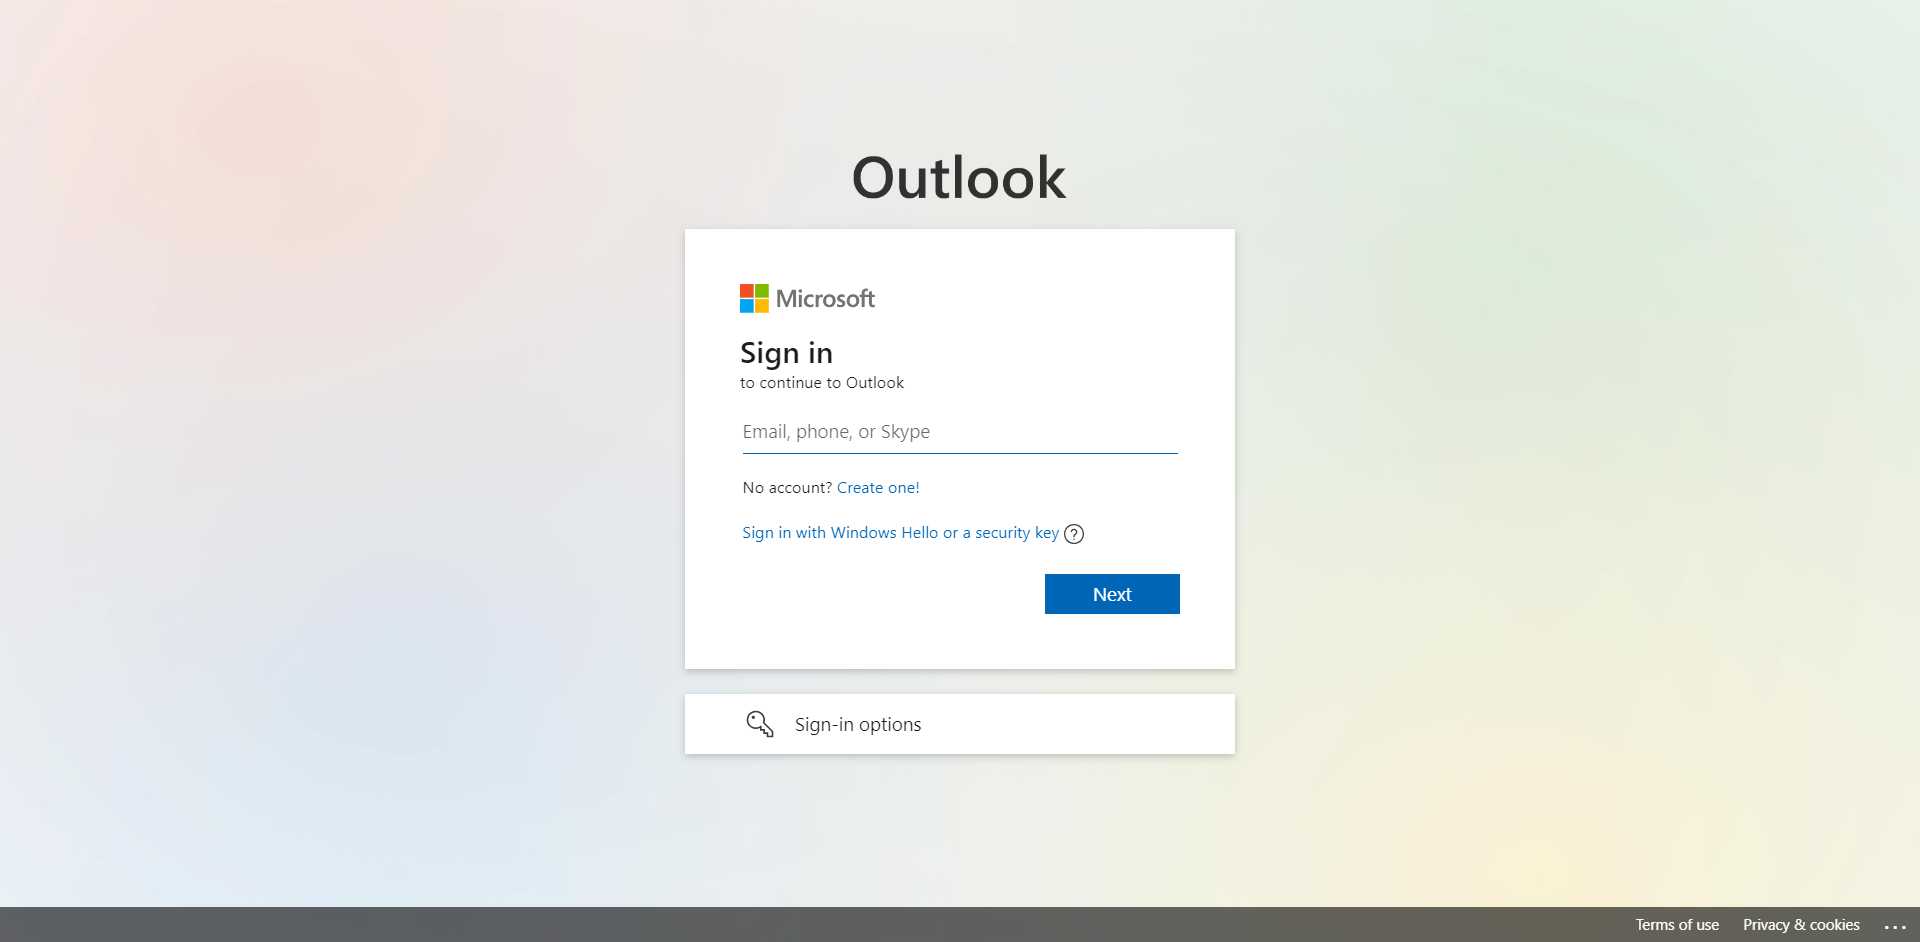 Outlook
Microsoft
Sign in
to continue to Outlook
Email, phone, or Skype
No account? Create one!
Sign in with Windows Hello or a security key ?
Next
Sign-in options
Terms of use Privacy & cookies ...